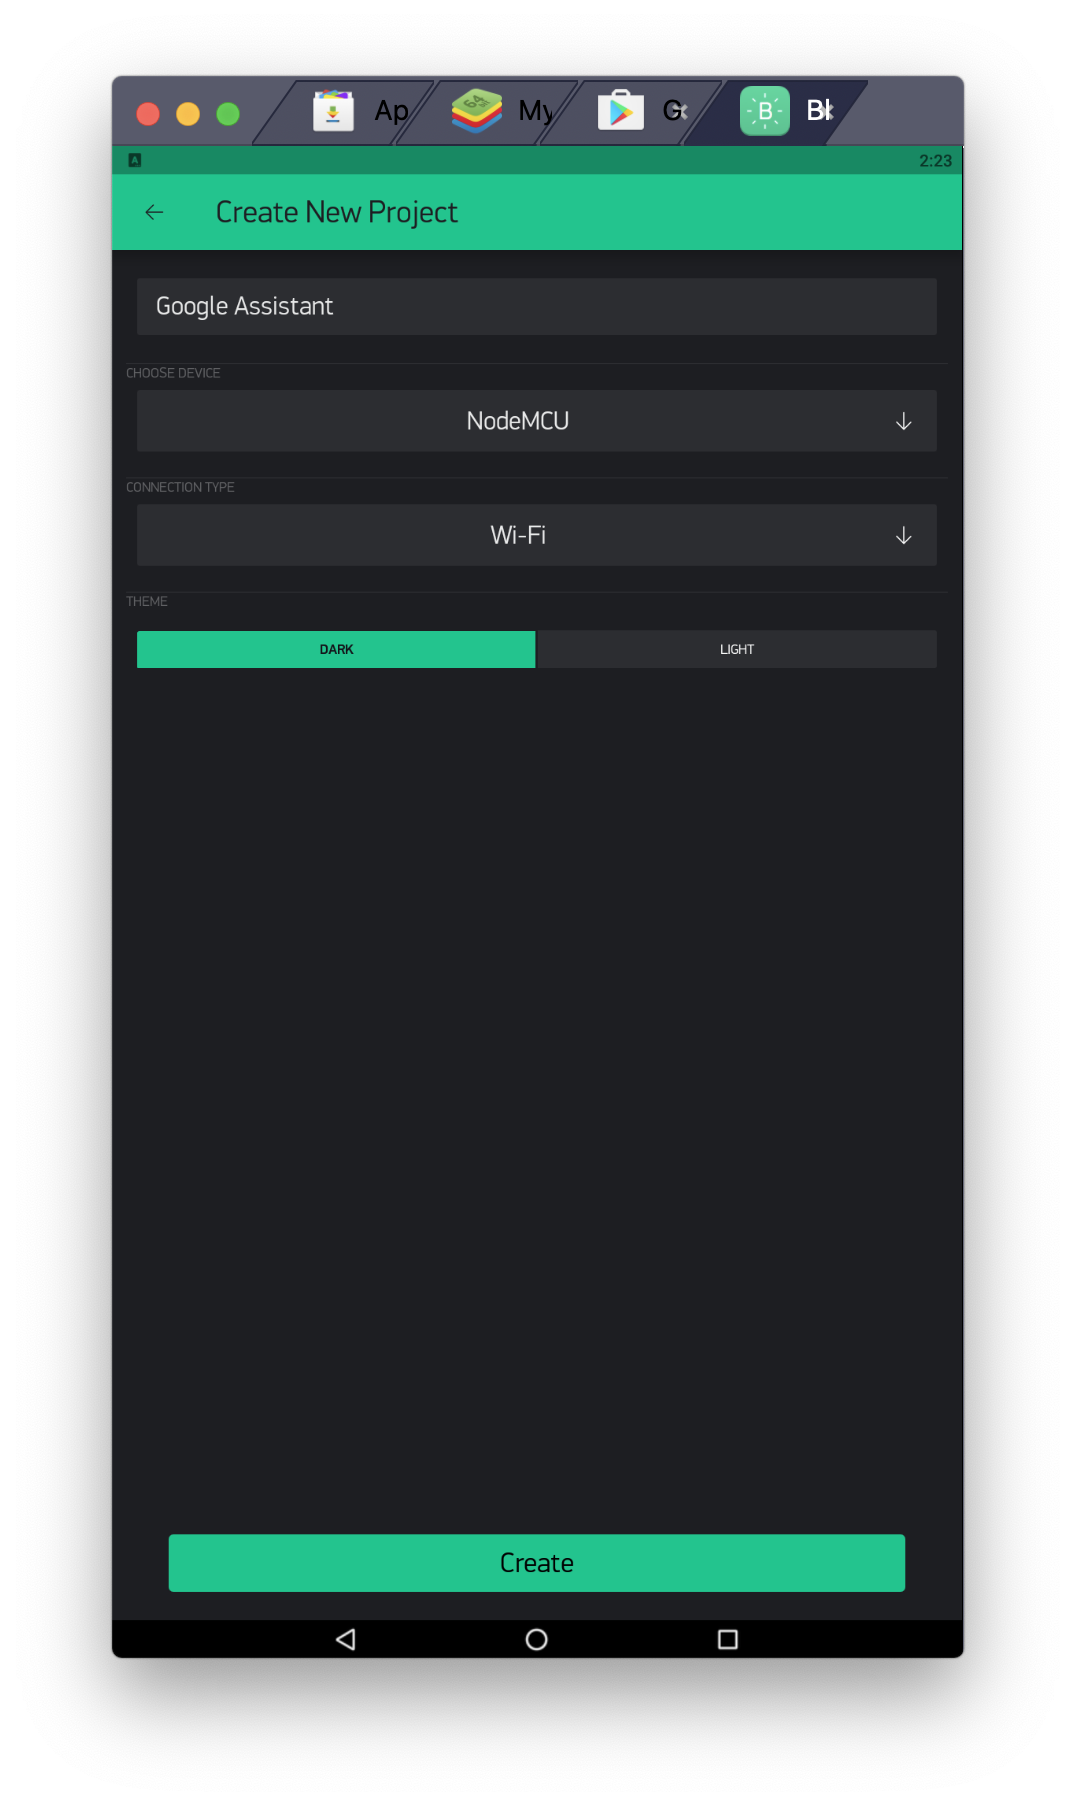 Ap
My
G
B Bl
A 2:23
Create New Project
Google Assistant
CHOOSE DEVICE
NodeMCU
CONNECTION TYPE
Wi-Fi
THEME
DARK LIGHT
Create